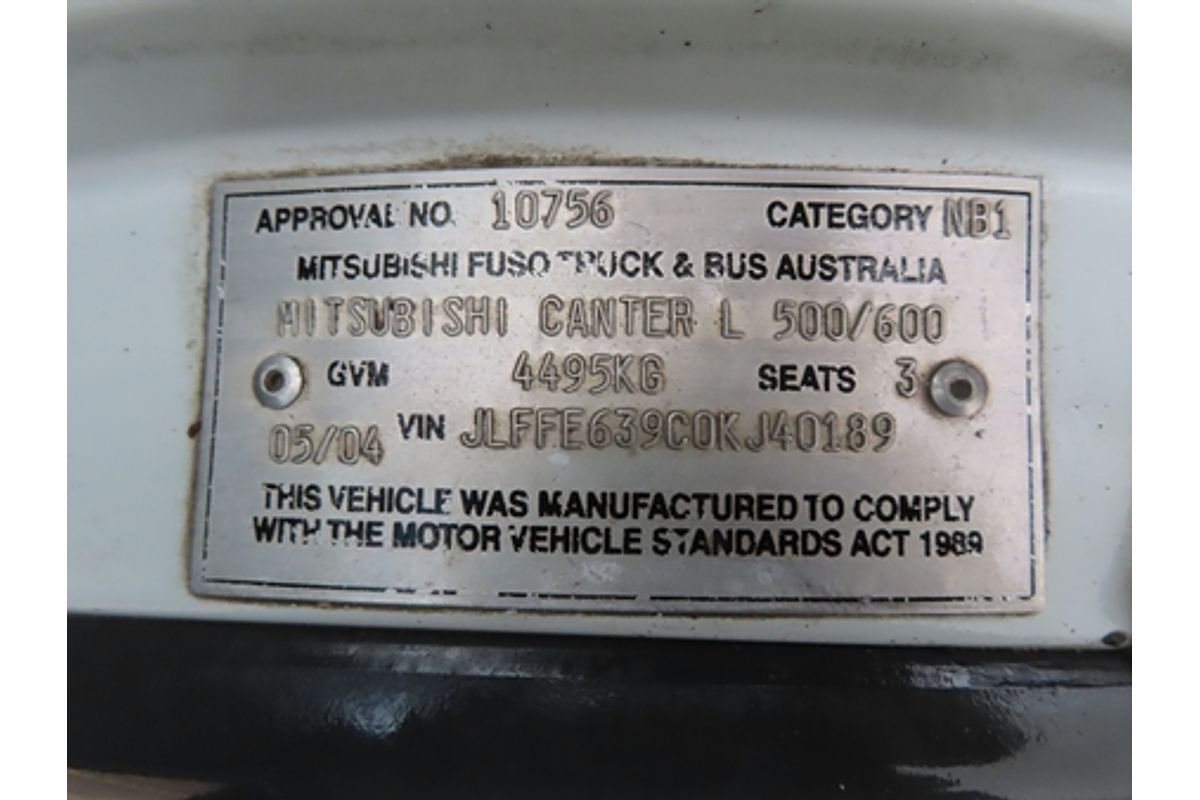 APPROVAL NO. 10756 CATEGORY NB1
MITSUBISHI FUSO TRUCK & BUS AUSTRALIA
MITSUBISHI CANTER L 500/600
GVM 4495KG SEATS 3
05/04 VIN JLFFE639C0KJ40189
THIS VEHICLE WAS MANUFACTURED TO COMPLY
WITH THE MOTOR VEHICLE STANDARDS ACT 1989